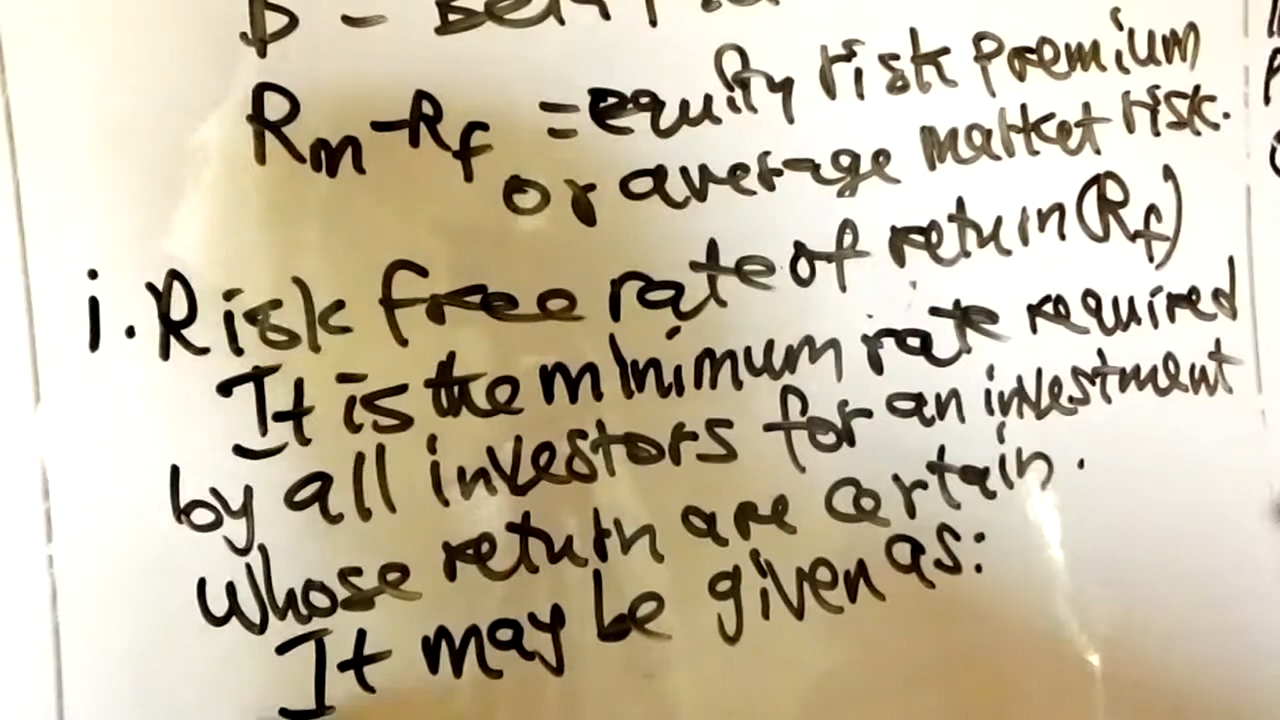 Rm-Rf = equity risk premium
or average market risk.
i. Risk free rate of return (Rf)
It is the minimum rate required
by all investors for an investment
whose return are certain.
It may be given as: